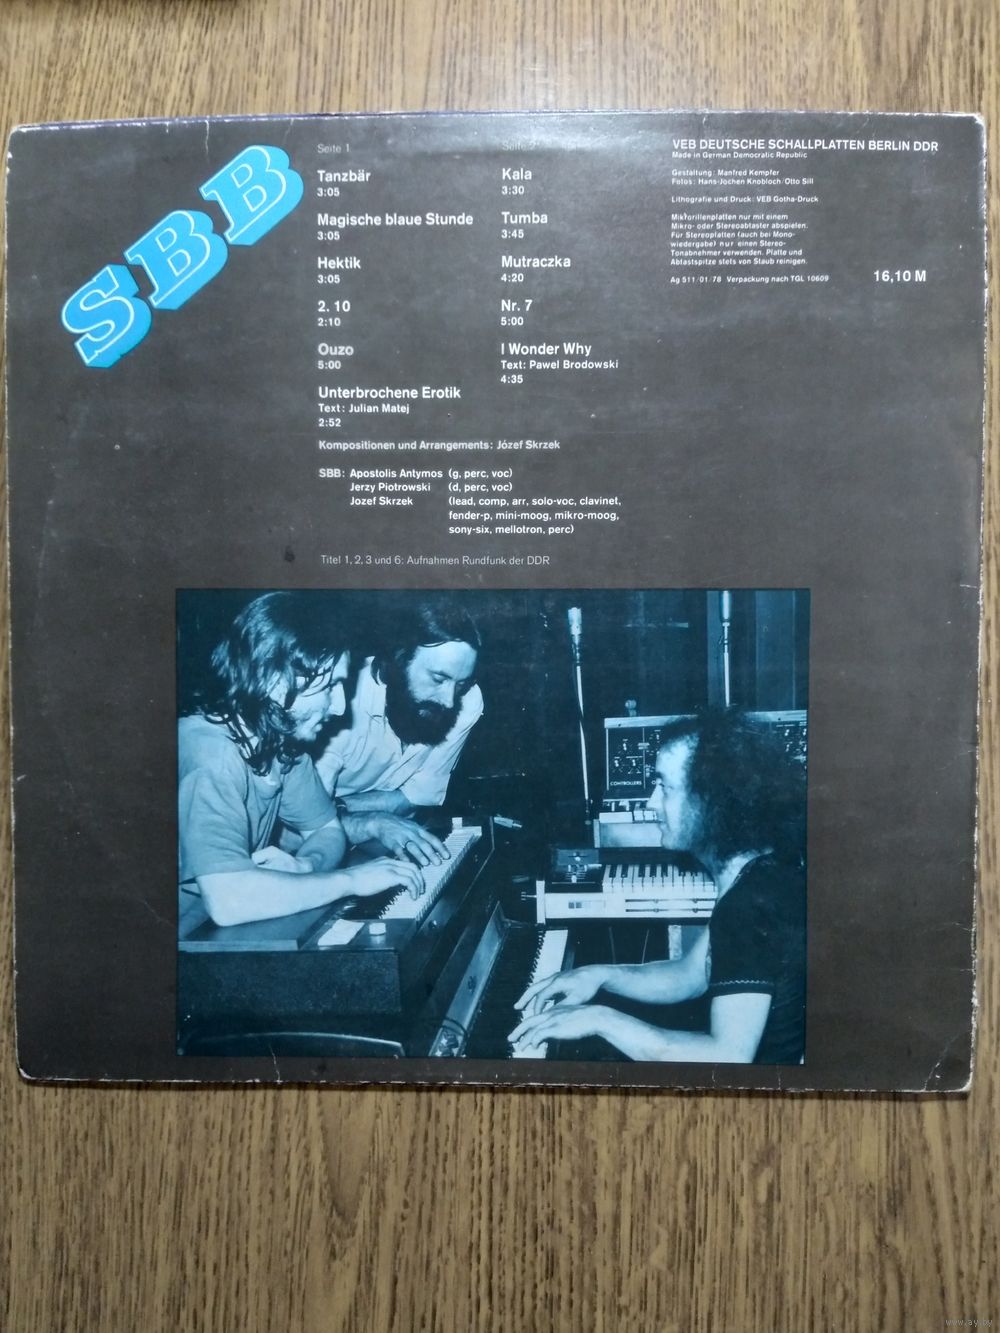 SBB
Seite 1
Tanzbär
3:05
Magische blaue Stunde
3:05
Hektik
3:05
2. 10
2:10
Ouzo
5:00
Unterbrochene Erotik
Text: Julian Matej
2:52
Seite 2
Kala
3:30
Tumba
3:45
Mutraczka
4:20
Nr. 7
5:00
I Wonder Why
Text: Pawel Brodowski
4:35
Kompositionen und Arrangements: Józef Skrzek
SBB: Apostolis Antymos (g, perc, voc)
Jerzy Piotrowski (d, perc, voc)
Jozef Skrzek (lead, comp, arr, solo-voc, clavinet,
fender-p, mini-moog, mikro-moog,
sony-six, mellotron, perc)
Titel 1, 2, 3 und 6: Aufnahmen Rundfunk der DDR
VEB DEUTSCHE SCHALLPLATTEN BERLIN DDR
Made in German Democratic Republic
Gestaltung: Manfred Kempfer
Fotos: Hans-Jochen Knobloch/Otto Sill
Lithografie und Druck: VEB Gotha-Druck
Mikrorillenplatten nur mit einem
Mikro- oder Stereoabtaster abspielen.
Für Stereoplatten (auch bei Mono-
wiedergabe) nur einen Stereo-
Tonabnehmer verwenden. Platte und
Abtastspitze stets von Staub reinigen.
Ag 511/01/78 Verpackung nach TGL 10609
16,10 M
CONTROLLERS
www.ay.by